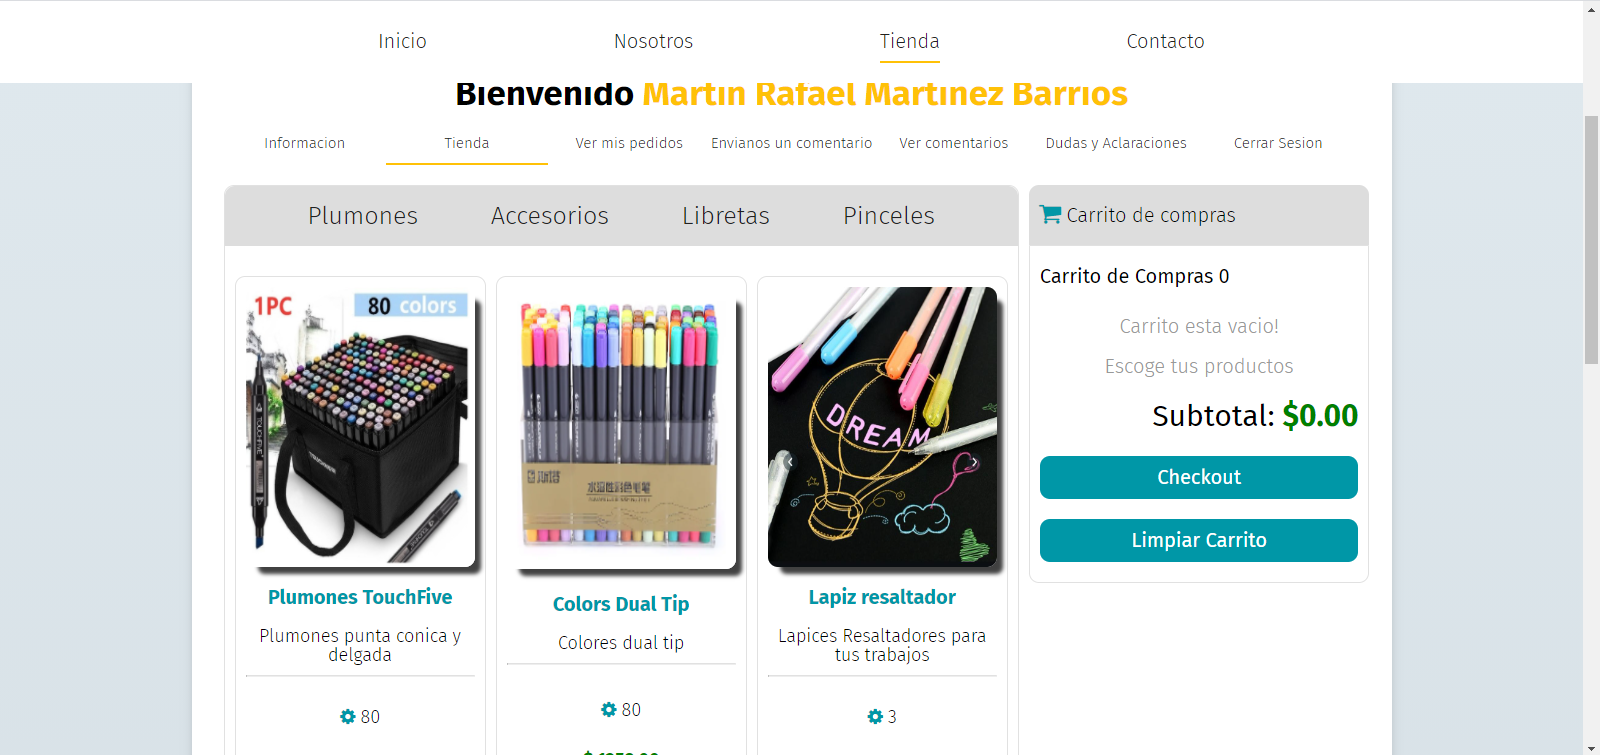 Inicio
Nosotros
Tienda
Contacto
Bienvenido Martin Rafael Martinez Barrios
Informacion
Tienda
Ver mis pedidos
Envianos un comentario
Ver comentarios
Dudas y Aclaraciones
Cerrar Sesion
Plumones
Accesorios
Libretas
Pinceles
Carrito de compras
Carrito de Compras 0
Carrito esta vacio!
Escoge tus productos
Subtotal: $0.00
Checkout
Limpiar Carrito
1PC
80 colors
TOUCHFIVE
DREAM
Plumones TouchFive
Plumones punta conica y
delgada
80
Colors Dual Tip
Colores dual tip
80
Lapiz resaltador
Lapices Resaltadores para
tus trabajos
3